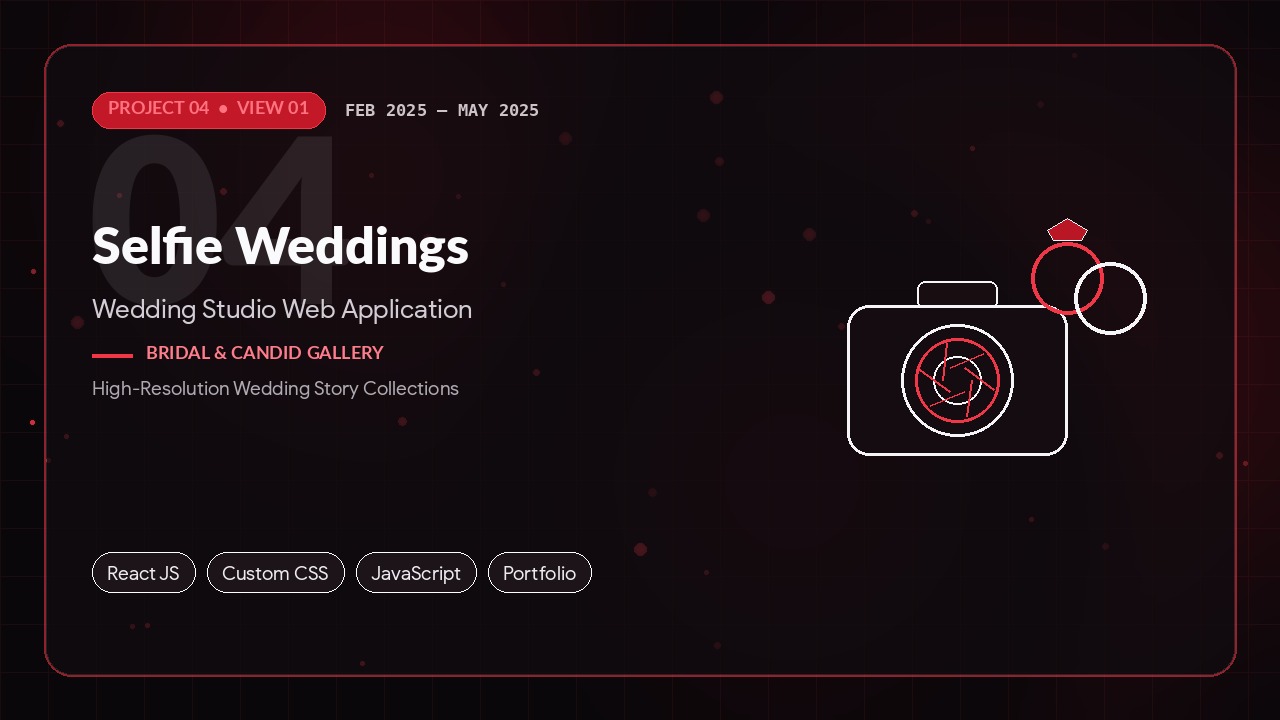 PROJECT 04 ● VIEW 01
FEB 2025 — MAY 2025
04
Selfie Weddings
Wedding Studio Web Application
BRIDAL & CANDID GALLERY
High-Resolution Wedding Story Collections
React JS
Custom CSS
JavaScript
Portfolio